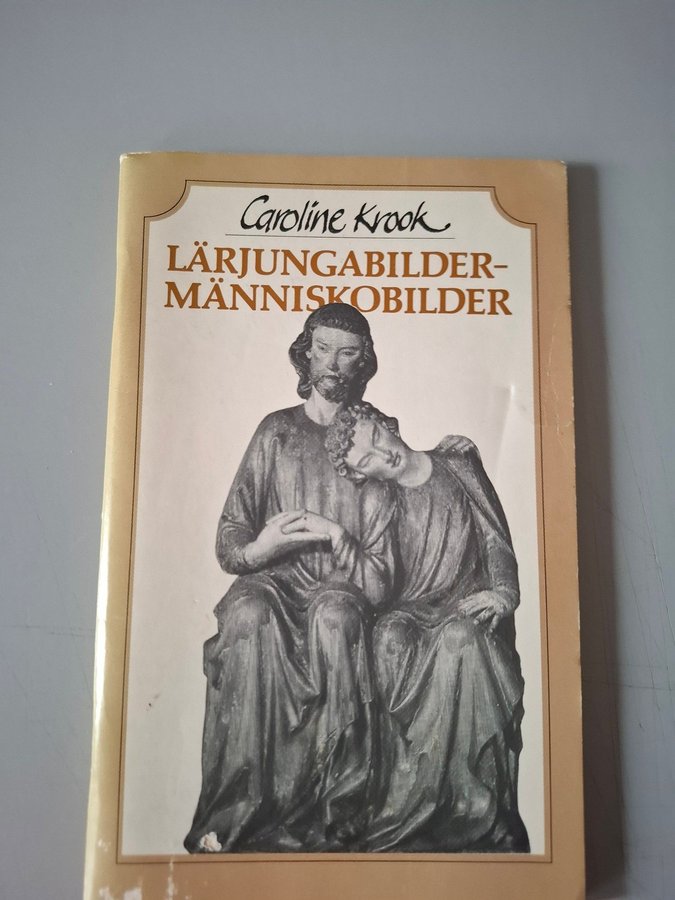 Caroline Krook
LÄRJUNGABILDER-
MÄNNISKOBILDER